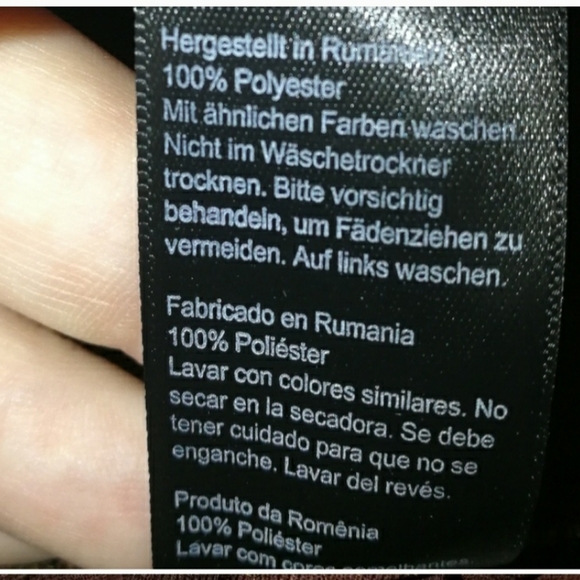 Hergestellt in Rumänien
100% Polyester
Mit ähnlichen Farben waschen.
Nicht im Wäschetrockner
trocknen. Bitte vorsichtig
behandeln, um Fädenziehen zu
vermeiden. Auf links waschen.
Fabricado en Rumania
100% Poliéster
Lavar con colores similares. No
secar en la secadora. Se debe
tener cuidado para que no se
enganche. Lavar del revés.
Produto da Romênia
100% Poliéster
Lavar com cores semelhantes